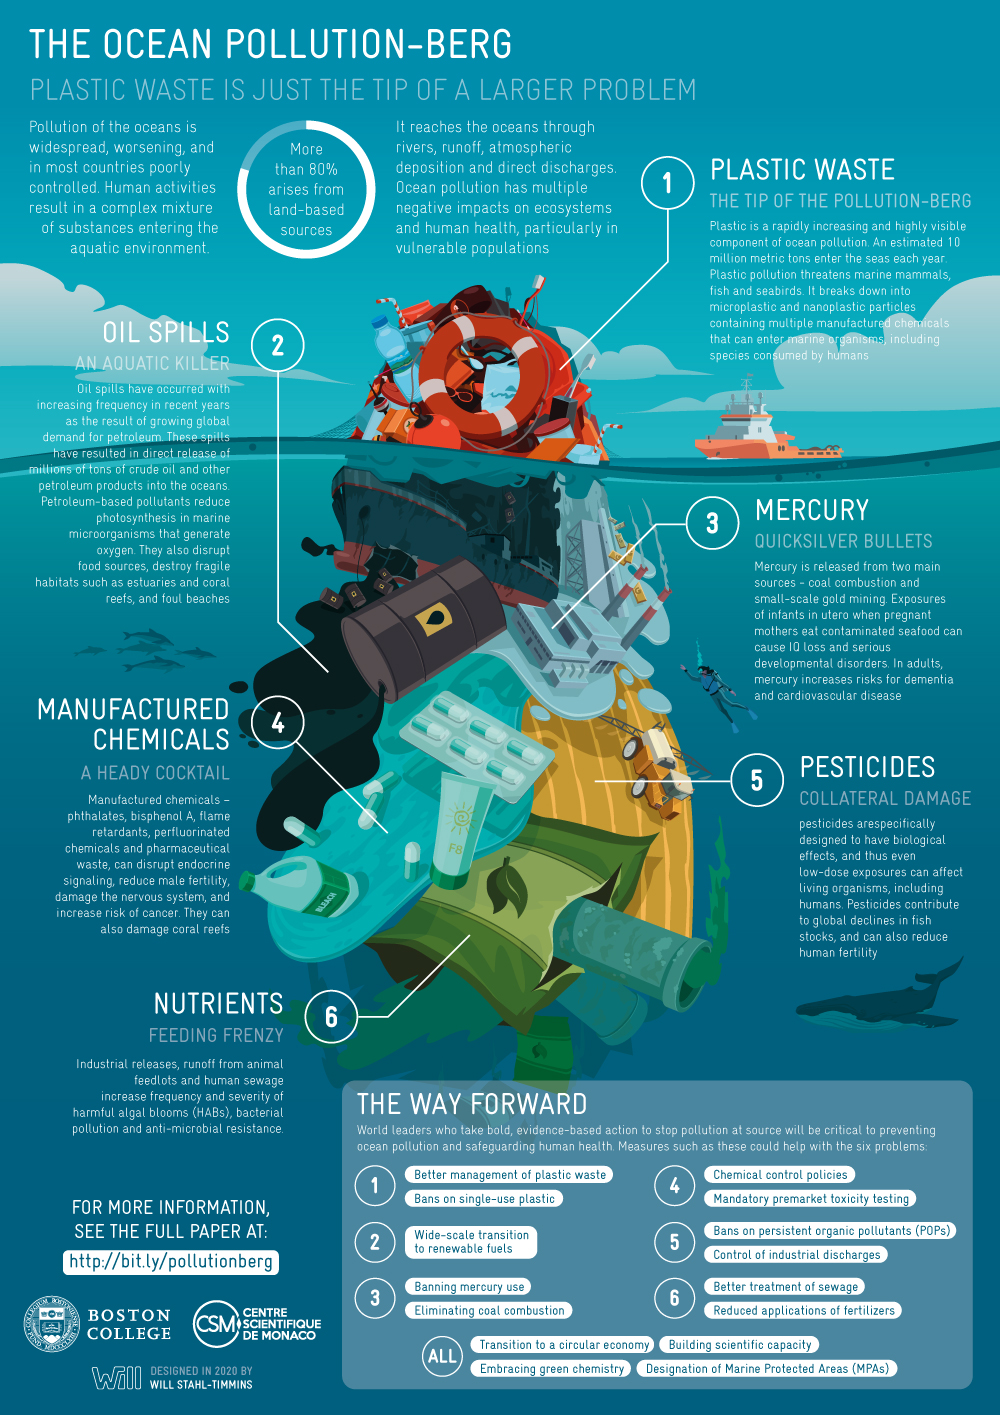 THE OCEAN POLLUTION-BERG
PLASTIC WASTE IS JUST THE TIP OF A LARGER PROBLEM
Pollution of the oceans is
widespread, worsening, and
in most countries poorly
controlled. Human activities
result in a complex mixture
of substances entering the
aquatic environment.
More
than 80%
arises from
land-based
sources
It reaches the oceans through
rivers, runoff, atmospheric
deposition and direct discharges.
Ocean pollution has multiple
negative impacts on ecosystems
and human health, particularly in
vulnerable populations
1
PLASTIC WASTE
THE TIP OF THE POLLUTION-BERG
Plastic is a rapidly increasing and highly visible
component of ocean pollution. An estimated 10
million metric tons enter the seas each year.
Plastic pollution threatens marine mammals,
fish and seabirds. It breaks down into
microplastic and nanoplastic particles
containing multiple manufactured chemicals
that can enter marine organisms, including
species consumed by humans
OIL SPILLS
2
AN AQUATIC KILLER
Oil spills have occurred with
increasing frequency in recent years
as the result of growing global
demand for petroleum. These spills
have resulted in direct release of
millions of tons of crude oil and other
petroleum products into the oceans.
Petroleum-based pollutants reduce
photosynthesis in marine
microorganisms that generate
oxygen. They also disrupt
food sources, destroy fragile
habitats such as estuaries and coral
reefs, and foul beaches
3
MERCURY
QUICKSILVER BULLETS
Mercury is released from two main
sources - coal combustion and
small-scale gold mining. Exposures
of infants in utero when pregnant
mothers eat contaminated seafood can
cause IQ loss and serious
developmental disorders. In adults,
mercury increases risks for dementia
and cardiovascular disease
MANUFACTURED
CHEMICALS
4
A HEADY COCKTAIL
Manufactured chemicals –
phthalates, bisphenol A, flame
retardants, perfluorinated
chemicals and pharmaceutical
waste, can disrupt endocrine
signaling, reduce male fertility,
damage the nervous system, and
increase risk of cancer. They can
also damage coral reefs
F8
BLEACH
5
PESTICIDES
COLLATERAL DAMAGE
pesticides arespecifically
designed to have biological
effects, and thus even
low-dose exposures can affect
living organisms, including
humans. Pesticides contribute
to global declines in fish
stocks, and can also reduce
human fertility
NUTRIENTS
6
FEEDING FRENZY
Industrial releases, runoff from animal
feedlots and human sewage
increase frequency and severity of
harmful algal blooms (HABs), bacterial
pollution and anti-microbial resistance.
THE WAY FORWARD
World leaders who take bold, evidence-based action to stop pollution at source will be critical to preventing
ocean pollution and safeguarding human health. Measures such as these could help with the six problems:
1
Better management of plastic waste
Bans on single-use plastic
2
Wide-scale transition
to renewable fuels
3
Banning mercury use
Eliminating coal combustion
4
Chemical control policies
Mandatory premarket toxicity testing
5
Bans on persistent organic pollutants (POPs)
Control of industrial discharges
6
Better treatment of sewage
Reduced applications of fertilizers
ALL
Transition to a circular economy
Building scientific capacity
Embracing green chemistry
Designation of Marine Protected Areas (MPAs)
FOR MORE INFORMATION,
SEE THE FULL PAPER AT:
http://bit.ly/pollutionberg
BOSTON
COLLEGE
CSM
CENTRE
SCIENTIFIQUE
DE MONACO
Will
DESIGNED IN 2020 BY
WILL STAHL-TIMMINS